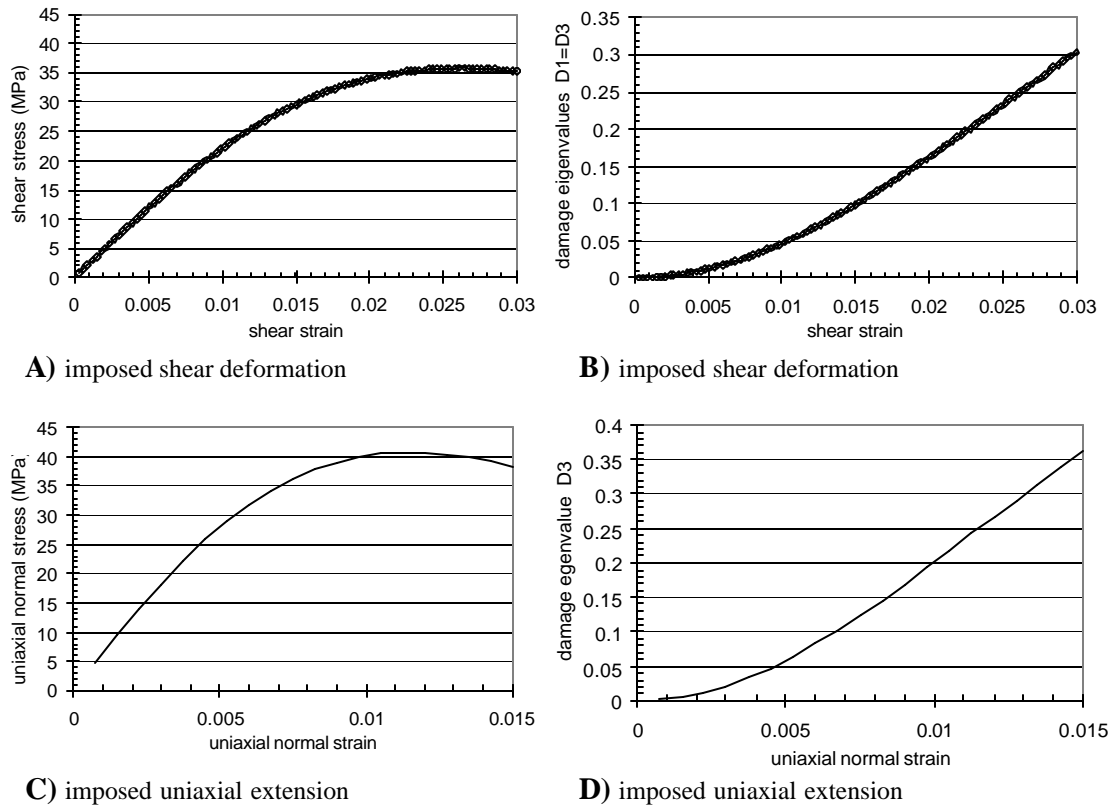 45
40
35
30
25
20
15
10
5
0
shear stress (MPa)
0 0.005 0.01 0.015 0.02 0.025 0.03
shear strain
A) imposed shear deformation
0.35
0.3
0.25
0.2
0.15
0.1
0.05
0
damage eigenvalues D1=D3
0 0.005 0.01 0.015 0.02 0.025 0.03
shear strain
B) imposed shear deformation
45
40
35
30
25
20
15
10
5
0
uniaxial normal stress (MPa)
0 0.005 0.01 0.015
uniaxial normal strain
C) imposed uniaxial extension
0.4
0.35
0.3
0.25
0.2
0.15
0.1
0.05
0
damage egenvalue D3
0 0.005 0.01 0.015
uniaxial normal strain
D) imposed uniaxial extension